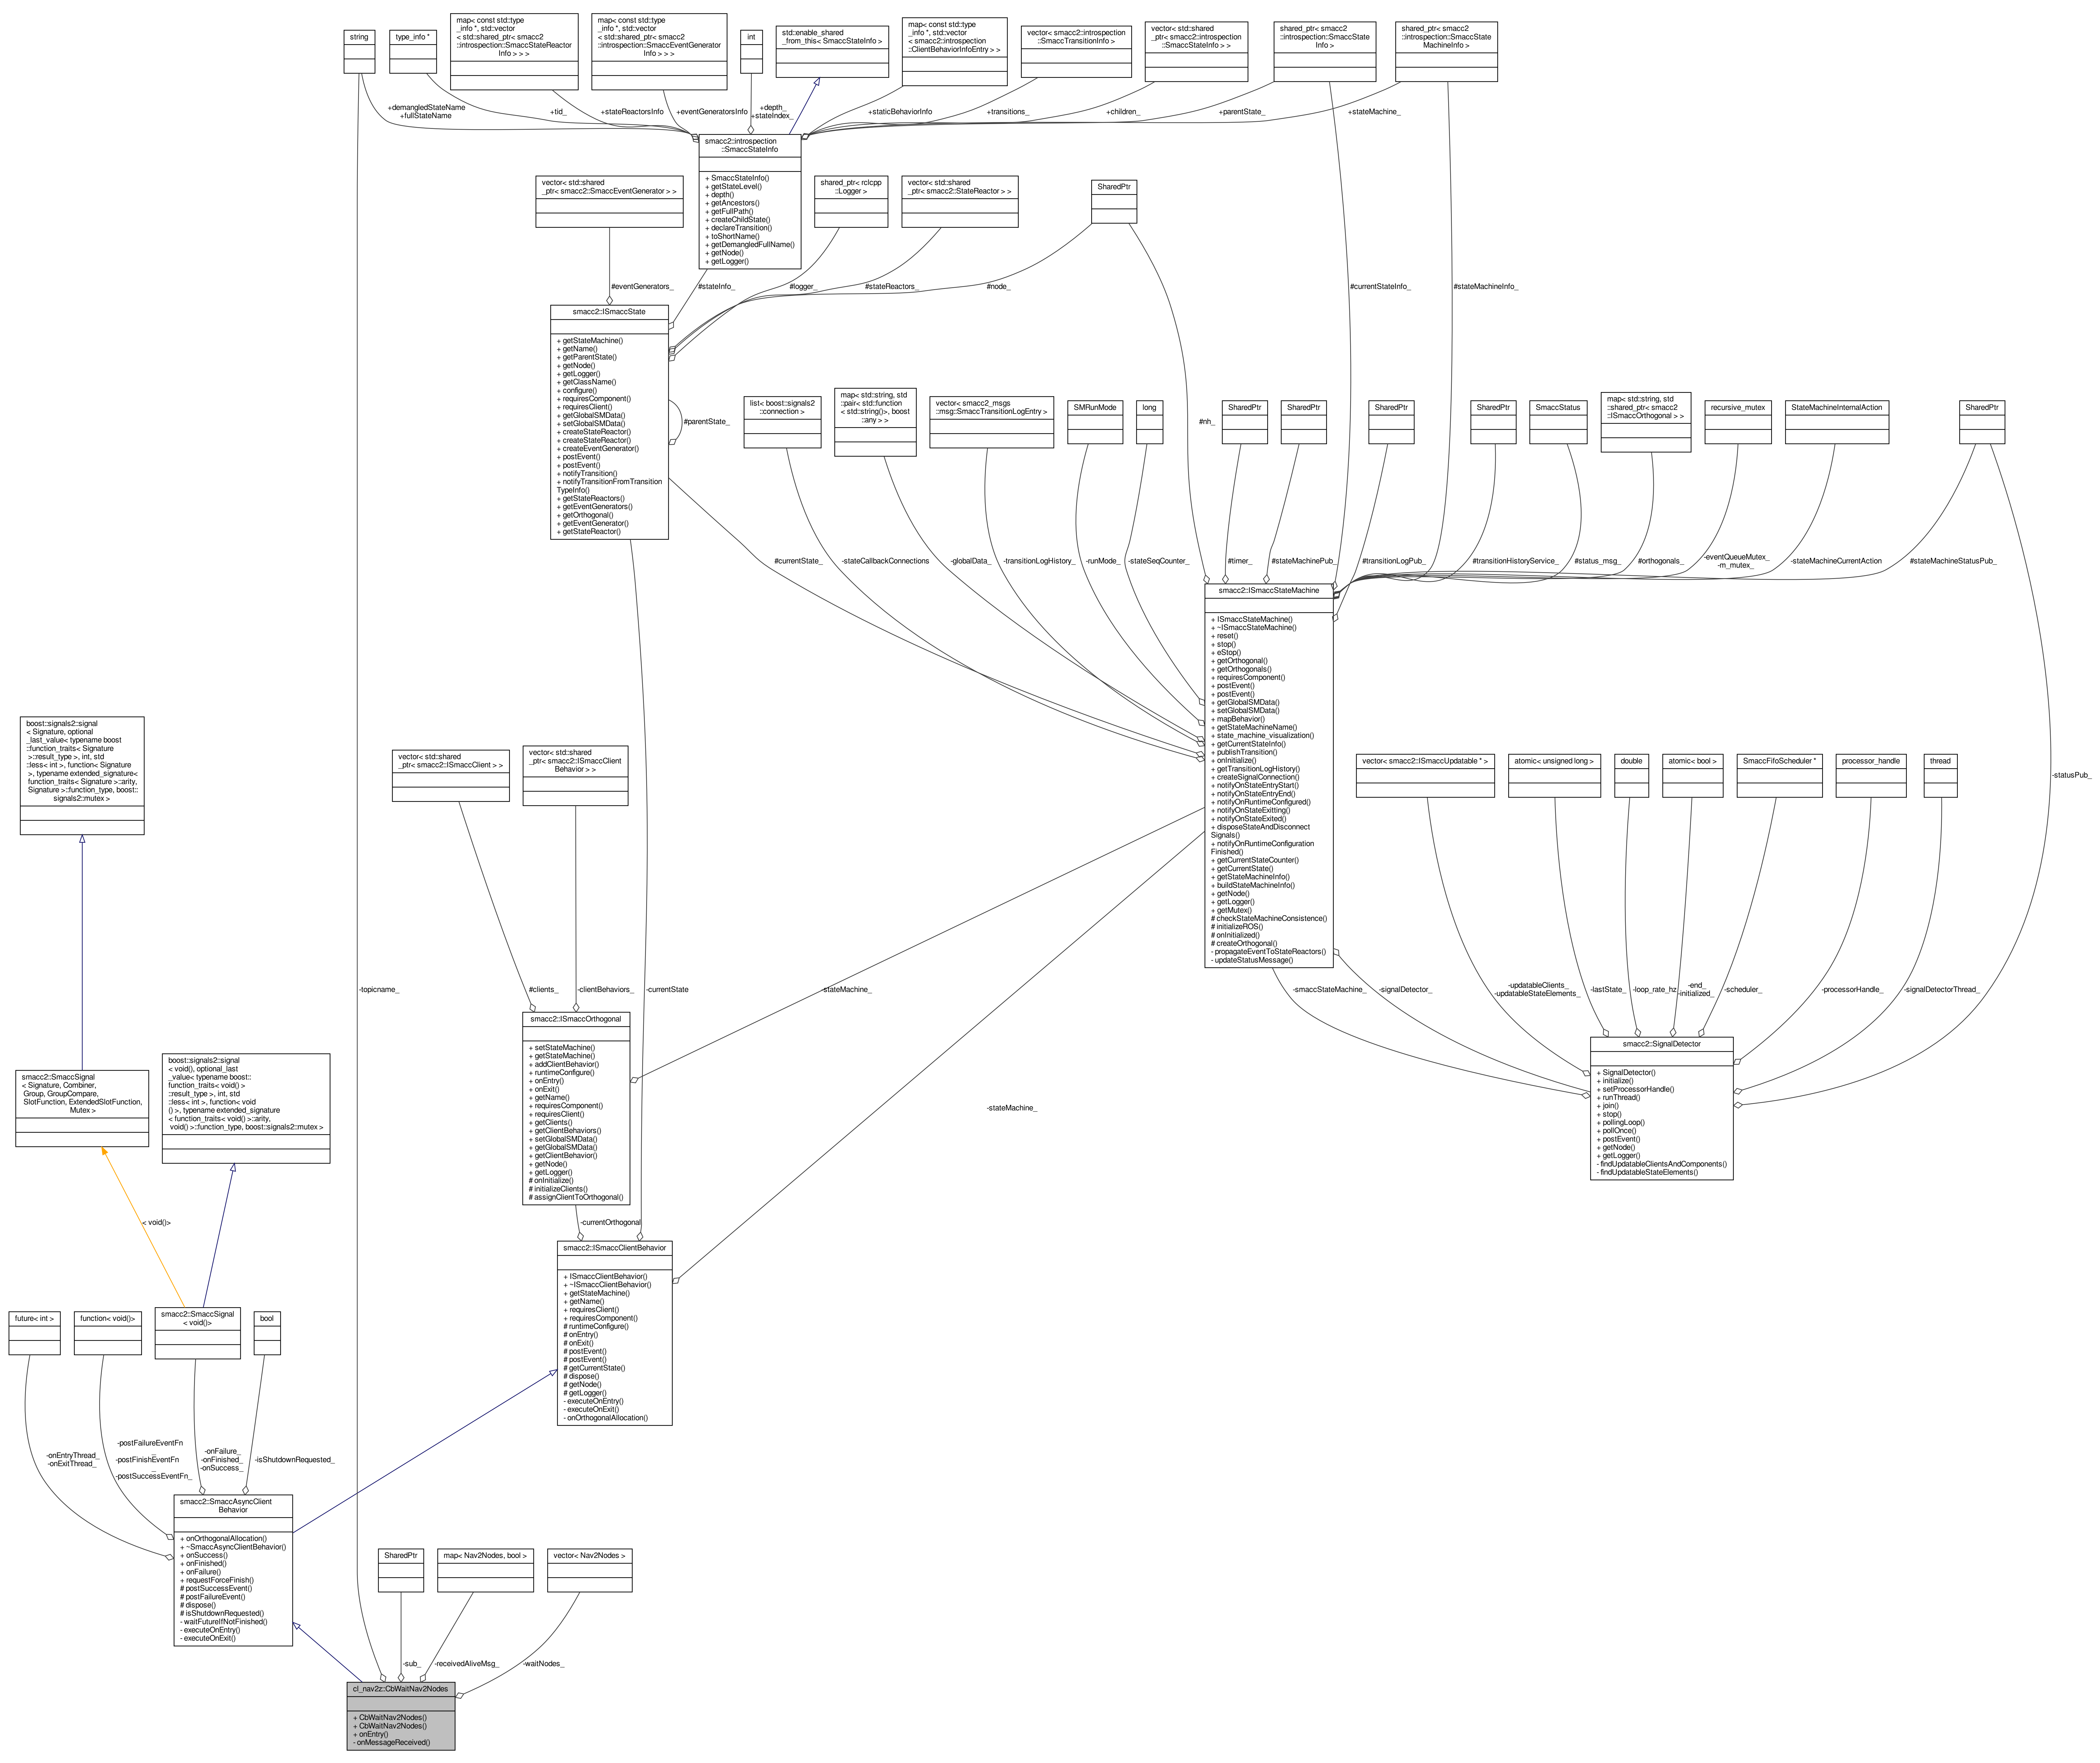 string
type_info *
map< const std::type
_info *, std::vector
< std::shared_ptr< smacc2
::introspection::SmaccStateReactor
Info > > >
map< const std::type
_info *, std::vector
< std::shared_ptr< smacc2
::introspection::SmaccEventGenerator
Info > > >
int
std::enable_shared
_from_this< SmaccStateInfo >
map< const std::type
_info *, std::vector
< smacc2::introspection
::ClientBehaviorInfoEntry > >
vector< smacc2::introspection
::SmaccTransitionInfo >
vector< std::shared
_ptr< smacc2::introspection
::SmaccStateInfo > >
shared_ptr< smacc2
::introspection::SmaccState
Info >
shared_ptr< smacc2
::introspection::SmaccState
MachineInfo >
+demangledStateName
+fullStateName
+tid_
+stateReactorsInfo
+eventGeneratorsInfo
+depth_
+stateIndex_
+staticBehaviorInfo
+transitions_
+children_
+parentState_
+stateMachine_
smacc2::introspection
::SmaccStateInfo
+ SmaccStateInfo()
+ getStateLevel()
+ depth()
+ getAncestors()
+ getFullPath()
+ createChildState()
+ declareTransition()
+ toShortName()
+ getDemangledFullName()
+ getNode()
+ getLogger()
vector< std::shared
_ptr< smacc2::SmaccEventGenerator > >
shared_ptr< rclcpp
::Logger >
vector< std::shared
_ptr< smacc2::StateReactor > >
SharedPtr
#eventGenerators_
#stateInfo_
#logger_
#stateReactors_
#node_
#currentStateInfo_
#stateMachineInfo_
smacc2::ISmaccState
+ getStateMachine()
+ getName()
+ getParentState()
+ getNode()
+ getLogger()
+ getClassName()
+ configure()
+ requiresComponent()
+ requiresClient()
+ getGlobalSMData()
+ setGlobalSMData()
+ createStateReactor()
+ createStateReactor()
+ createEventGenerator()
+ postEvent()
+ postEvent()
+ notifyTransition()
+ notifyTransitionFromTransition
TypeInfo()
+ getStateReactors()
+ getEventGenerators()
+ getOrthogonal()
+ getEventGenerator()
+ getStateReactor()
#parentState_
list< boost::signals2
::connection >
map< std::string, std
::pair< std::function
< std::string()>, boost
::any > >
vector< smacc2_msgs
::msg::SmaccTransitionLogEntry >
SMRunMode
long
#nh_
SharedPtr
SharedPtr
SharedPtr
SharedPtr
SmaccStatus
map< std::string, std
::shared_ptr< smacc2
::ISmaccOrthogonal > >
recursive_mutex
StateMachineInternalAction
SharedPtr
#currentState_
-stateCallbackConnections
-globalData_
-transitionLogHistory_
-runMode_
-stateSeqCounter_
#timer_
#stateMachinePub_
#transitionLogPub_
#transitionHistoryService_
#status_msg_
#orthogonals_
-eventQueueMutex_
-m_mutex_
-stateMachineCurrentAction
#stateMachineStatusPub_
smacc2::ISmaccStateMachine
+ ISmaccStateMachine()
+ ~ISmaccStateMachine()
+ reset()
+ stop()
+ eStop()
+ getOrthogonal()
+ getOrthogonals()
+ requiresComponent()
+ postEvent()
+ postEvent()
+ getGlobalSMData()
+ setGlobalSMData()
+ mapBehavior()
+ getStateMachineName()
+ state_machine_visualization()
+ getCurrentStateInfo()
+ publishTransition()
+ onInitialize()
+ getTransitionLogHistory()
+ createSignalConnection()
+ notifyOnStateEntryStart()
+ notifyOnStateEntryEnd()
+ notifyOnRuntimeConfigured()
+ notifyOnStateExitting()
+ notifyOnStateExited()
+ disposeStateAndDisconnect
Signals()
+ notifyOnRuntimeConfiguration
Finished()
+ getCurrentStateCounter()
+ getCurrentState()
+ getStateMachineInfo()
+ buildStateMachineInfo()
+ getNode()
+ getLogger()
+ getMutex()
# checkStateMachineConsistence()
# initializeROS()
# onInitialized()
# createOrthogonal()
- propagateEventToStateReactors()
- updateStatusMessage()
boost::signals2::signal
< Signature, optional
_last_value< typename boost
::function_traits< Signature
>::result_type >, int, std
::less< int >, function< Signature
>, typename extended_signature<
function_traits< Signature >::arity,
Signature >::function_type, boost::
signals2::mutex >
vector< std::shared
_ptr< smacc2::ISmaccClient > >
vector< std::shared
_ptr< smacc2::ISmaccClient
Behavior > >
vector< smacc2::ISmaccUpdatable * >
atomic< unsigned long >
double
atomic< bool >
SmaccFifoScheduler *
processor_handle
thread
-statusPub_
-topicname_
#clients_
-clientBehaviors_
-currentState
-stateMachine_
-smaccStateMachine_
-signalDetector_
-updatableClients_
-updatableStateElements_
-lastState_
-loop_rate_hz
-end_
-initialized_
-scheduler_
-processorHandle_
-signalDetectorThread_
smacc2::ISmaccOrthogonal
+ setStateMachine()
+ getStateMachine()
+ addClientBehavior()
+ runtimeConfigure()
+ onEntry()
+ onExit()
+ getName()
+ requiresComponent()
+ requiresClient()
+ getClients()
+ getClientBehaviors()
+ setGlobalSMData()
+ getGlobalSMData()
+ getClientBehavior()
+ getNode()
+ getLogger()
# onInitialize()
# initializeClients()
# assignClientToOrthogonal()
smacc2::SignalDetector
+ SignalDetector()
+ initialize()
+ setProcessorHandle()
+ runThread()
+ join()
+ stop()
+ pollingLoop()
+ pollOnce()
+ postEvent()
+ getNode()
+ getLogger()
- findUpdatableClientsAndComponents()
- findUpdatableStateElements()
smacc2::SmaccSignal
< Signature, Combiner,
Group, GroupCompare,
SlotFunction, ExtendedSlotFunction,
Mutex >
boost::signals2::signal
< void(), optional_last
_value< typename boost::
function_traits< void() >
::result_type >, int, std
::less< int >, function< void
() >, typename extended_signature
< function_traits< void() >::arity,
void() >::function_type, boost::signals2::mutex >
-stateMachine_
< void()>
-currentOrthogonal
smacc2::ISmaccClientBehavior
+ ISmaccClientBehavior()
+ ~ISmaccClientBehavior()
+ getStateMachine()
+ getName()
+ requiresClient()
+ requiresComponent()
# runtimeConfigure()
# onEntry()
# onExit()
# postEvent()
# postEvent()
# getCurrentState()
# dispose()
# getNode()
# getLogger()
- executeOnEntry()
- executeOnExit()
- onOrthogonalAllocation()
future< int >
function< void()>
smacc2::SmaccSignal
< void()>
bool
-onEntryThread_
-onExitThread_
-postFailureEventFn
_
-postFinishEventFn
_
-postSuccessEventFn_
-onFailure_
-onFinished_
-onSuccess_
-isShutdownRequested_
smacc2::SmaccAsyncClient
Behavior
+ onOrthogonalAllocation()
+ ~SmaccAsyncClientBehavior()
+ onSuccess()
+ onFinished()
+ onFailure()
+ requestForceFinish()
# postSuccessEvent()
# postFailureEvent()
# dispose()
# isShutdownRequested()
- waitFutureIfNotFinished()
- executeOnEntry()
- executeOnExit()
SharedPtr
map< Nav2Nodes, bool >
vector< Nav2Nodes >
-sub_
-receivedAliveMsg_
-waitNodes_
cl_nav2z::CbWaitNav2Nodes
+ CbWaitNav2Nodes()
+ CbWaitNav2Nodes()
+ onEntry()
- onMessageReceived()